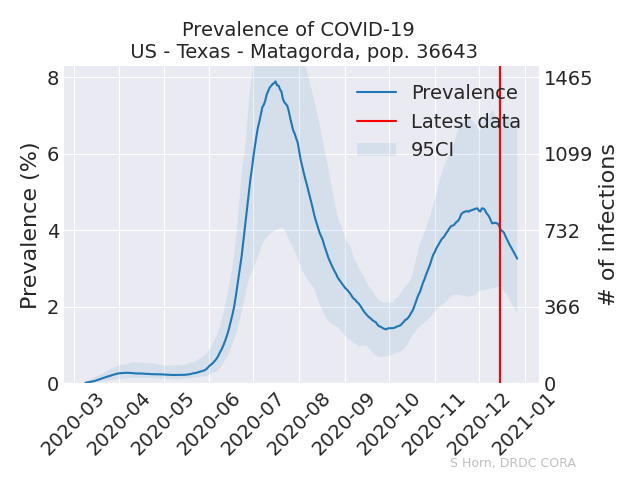 Prevalence of COVID-19
US - Texas - Matagorda, pop. 36643
Prevalence (%)
8
6
4
2
0
Prevalence
Latest data
95CI
1465
1099
732
366
0
# of infections
2020-03
2020-04
2020-05
2020-06
2020-07
2020-08
2020-09
2020-10
2020-11
2020-12
2021-01
S Horn, DRDC CORA